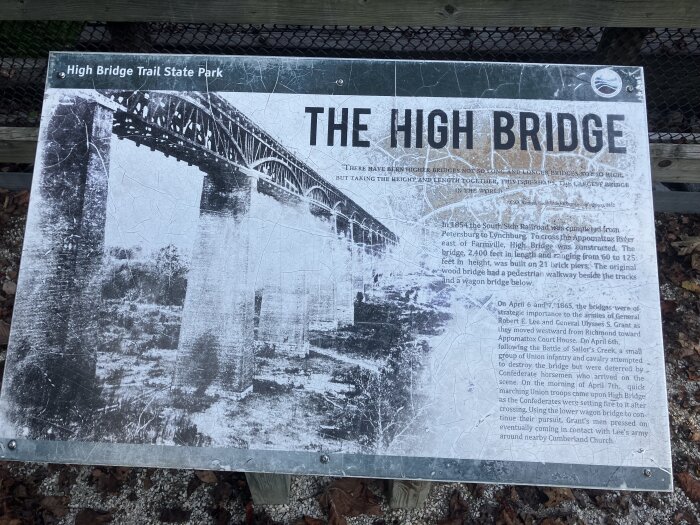 High Bridge Trail State Park
THE HIGH BRIDGE
"THERE HAVE BEEN HIGHER BRIDGES NOT SO LONG AND LONGER BRIDGES NOT SO HIGH,
BUT TAKING THE HEIGHT AND LENGTH TOGETHER, THIS IS THE LARGEST BRIDGE
IN THE WORLD."
In 1854 the South Side Railroad was completed from
Petersburg to Lynchburg. To cross the Appomattox River
east of Farmville, High Bridge was constructed. The
bridge, 2,400 feet in length and ranging from 60 to 125
feet in height, was built on 21 brick piers. The original
wood bridge had a pedestrian walkway beside the tracks
and a wagon bridge below.
On April 6 and 7, 1865, the bridges were of
strategic importance to the armies of General
Robert E. Lee and General Ulysses S. Grant as
they moved westward from Richmond toward
Appomattox Court House. On April 6th,
following the Battle of Sailor's Creek, a small
group of Union infantry and cavalry attempted
to destroy the bridge but were deterred by
Confederate horsemen who arrived on the
scene. On the morning of April 7th, quick
marching Union troops came upon High Bridge
as the Confederates were setting fire to it after
crossing. Using the lower wagon bridge to con-
tinue their pursuit, Grant's men pressed on
eventually coming in contact with Lee's army
around nearby Cumberland Church.